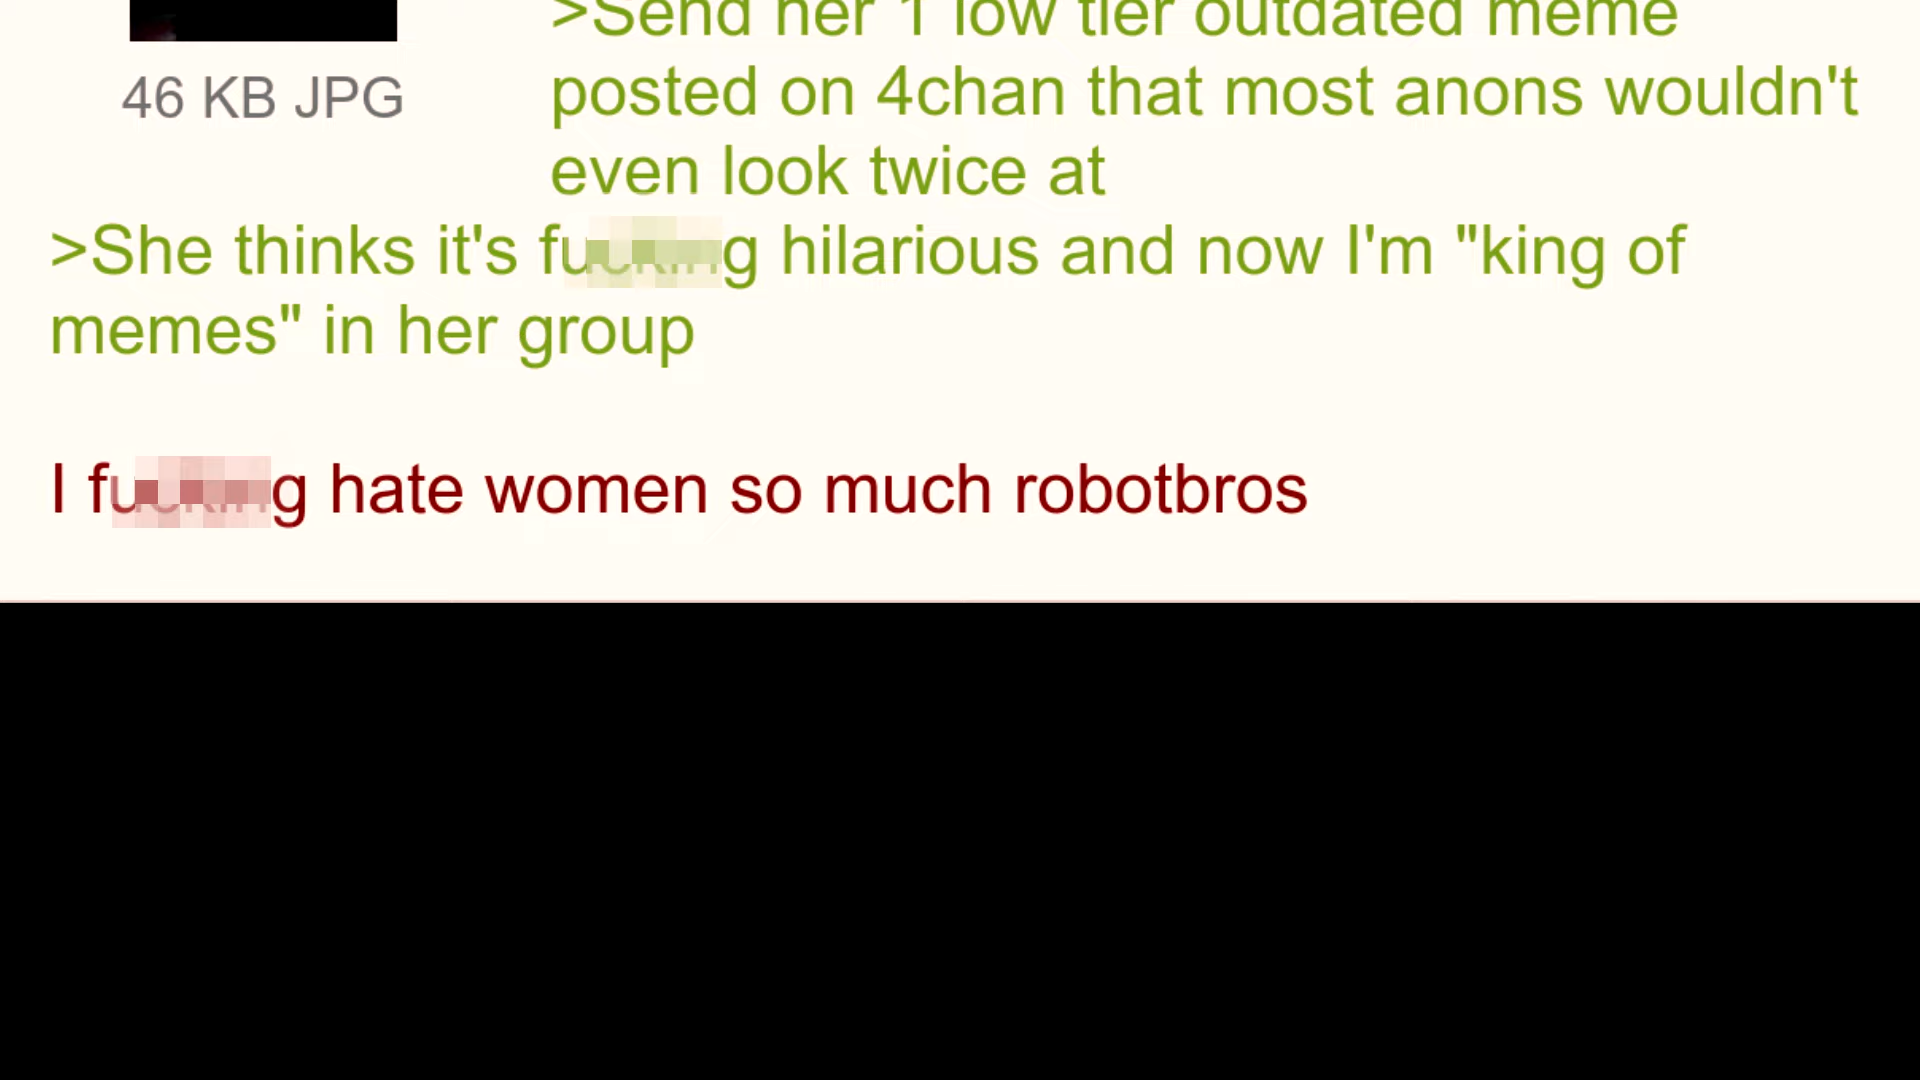 >Send her 1 low tier outdated meme
46 KB JPG
posted on 4chan that most anons wouldn't
even look twice at
>She thinks it's fucking hilarious and now I'm "king of
memes" in her group
I fucking hate women so much robotbros